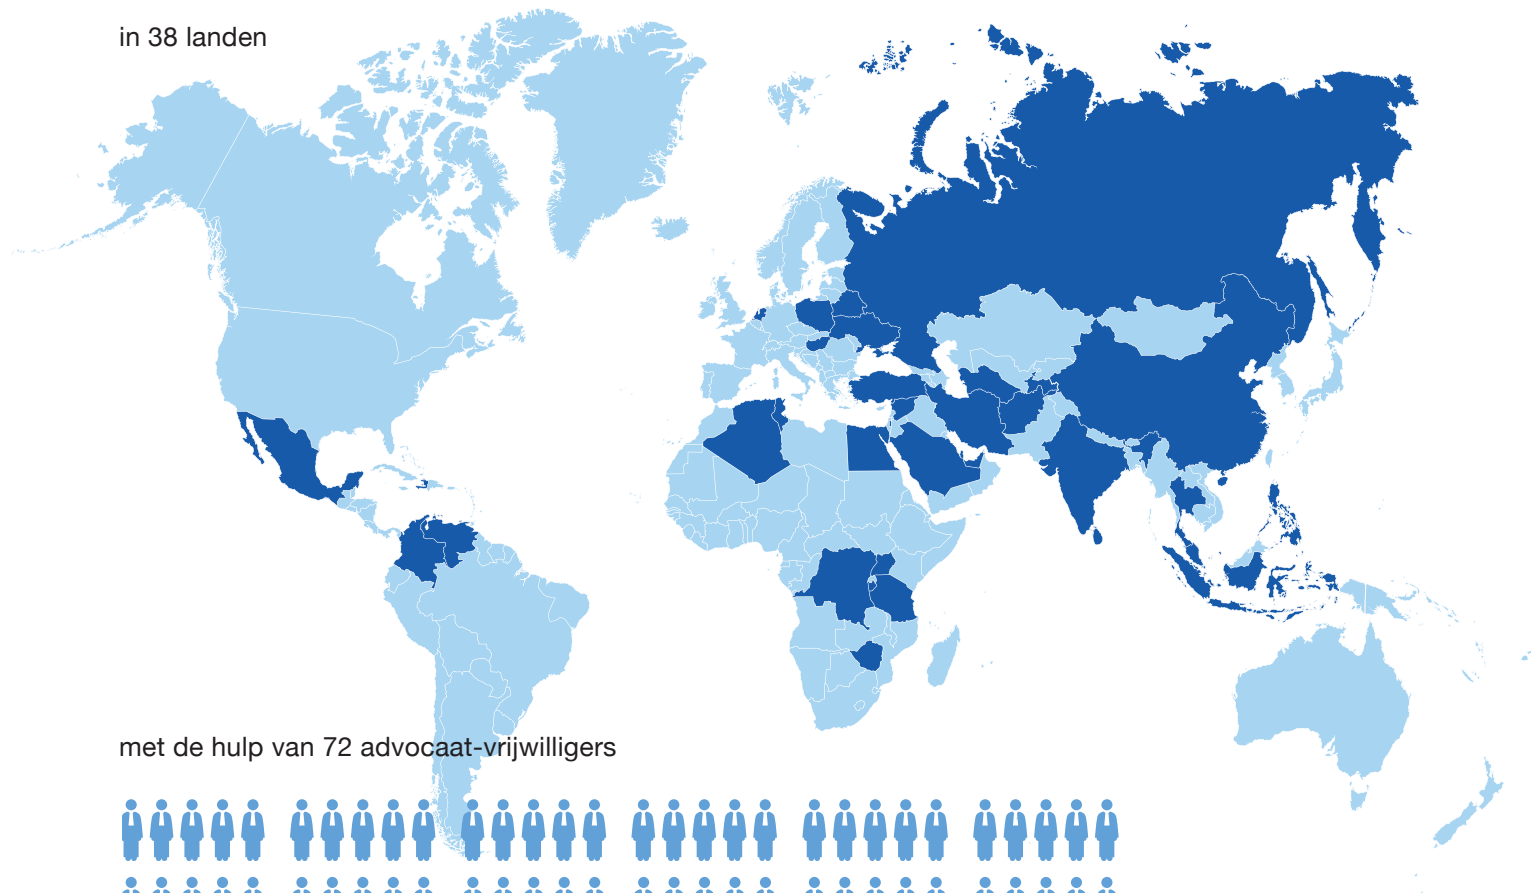 in 38 landen
met de hulp van 72 advocaat-vrijwilligers